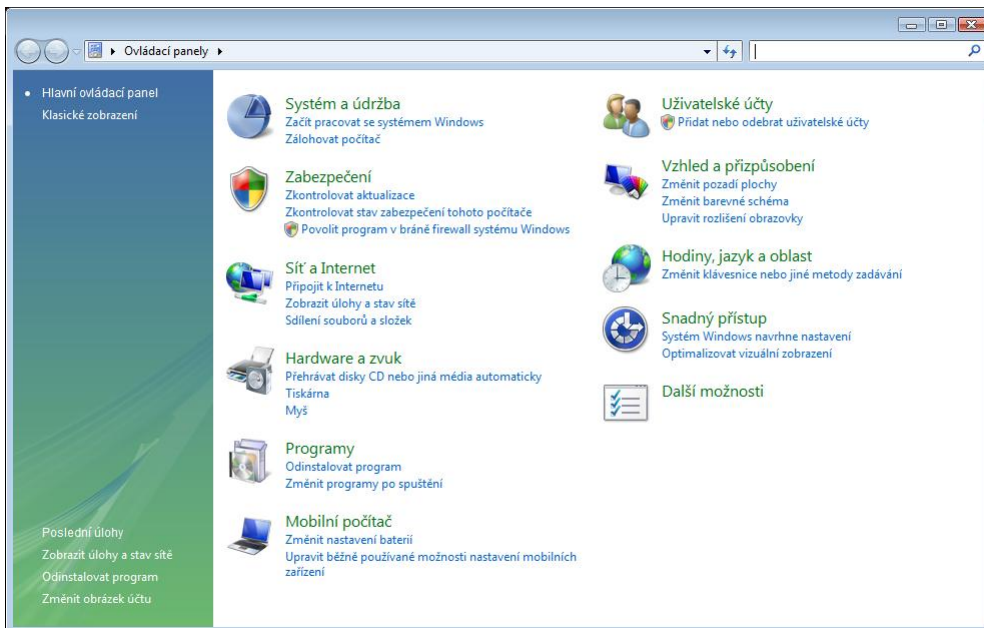 Ovládací panely
Hlavní ovládací panel
Klasické zobrazení
Systém a údržba
Začít pracovat se systémem Windows
Zálohovat počítač
Zabezpečení
Zkontrolovat aktualizace
Zkontrolovat stav zabezpečení tohoto počítače
Povolit program v bráně firewall systému Windows
Síť a Internet
Připojit k Internetu
Zobrazit úlohy a stav sítě
Sdílení souborů a složek
Hardware a zvuk
Přehrávat disky CD nebo jiná média automaticky
Tiskárna
Myš
Programy
Odinstalovat program
Změnit programy po spuštění
Mobilní počítač
Změnit nastavení baterií
Upravit běžně používané možnosti nastavení mobilních
zařízení
Uživatelské účty
Přidat nebo odebrat uživatelské účty
Vzhled a přizpůsobení
Změnit pozadí plochy
Změnit barevné schéma
Upravit rozlišení obrazovky
Hodiny, jazyk a oblast
Změnit klávesnice nebo jiné metody zadávání
Snadný přístup
Systém Windows navrhne nastavení
Optimalizovat vizuální zobrazení
Další možnosti
Poslední úlohy
Zobrazit úlohy a stav sítě
Odinstalovat program
Změnit obrázek účtu